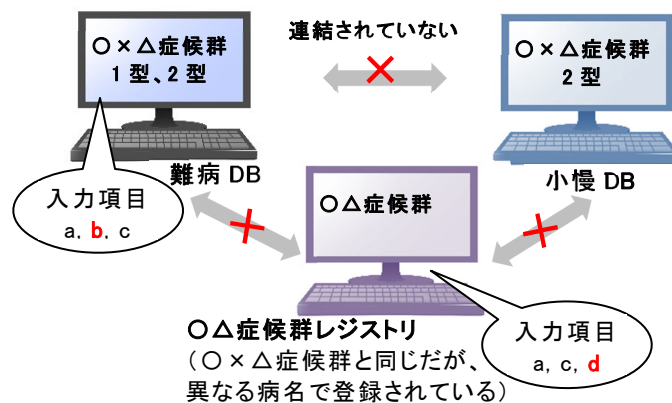 連結されていない
○×△症候群
1型、2型
○×△症候群
2型
難病 DB
小慢 DB
入力項目
a, b, c
○△症候群
○△症候群レジストリ
（○×△症候群と同じだが、
異なる病名で登録されている）
入力項目
a, c, d